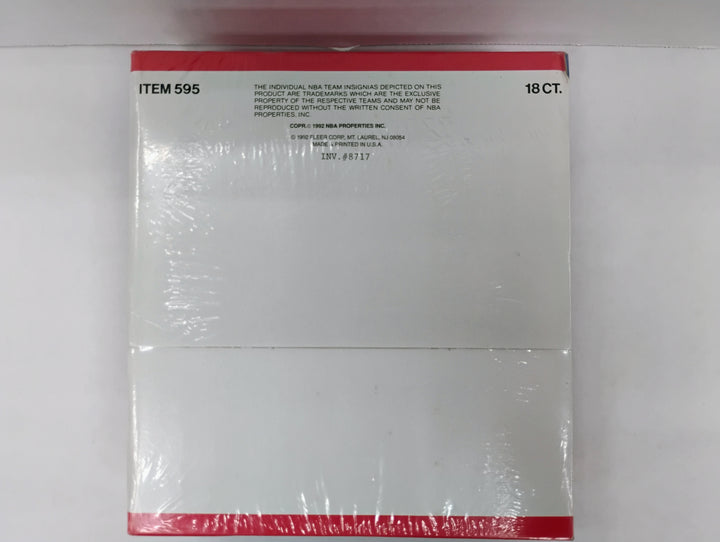 ITEM 595
THE INDIVIDUAL NBA TEAM INSIGNIAS DEPICTED ON THIS
PRODUCT ARE TRADEMARKS WHICH ARE THE EXCLUSIVE
PROPERTY OF THE RESPECTIVE TEAMS AND MAY NOT BE
REPRODUCED WITHOUT THE WRITTEN CONSENT OF NBA
PROPERTIES, INC.
18 CT.
COPR. © 1992 NBA PROPERTIES INC.
© 1992 FLEER CORP., MT. LAUREL, NJ 08054
MADE & PRINTED IN U.S.A.
INV.#8717